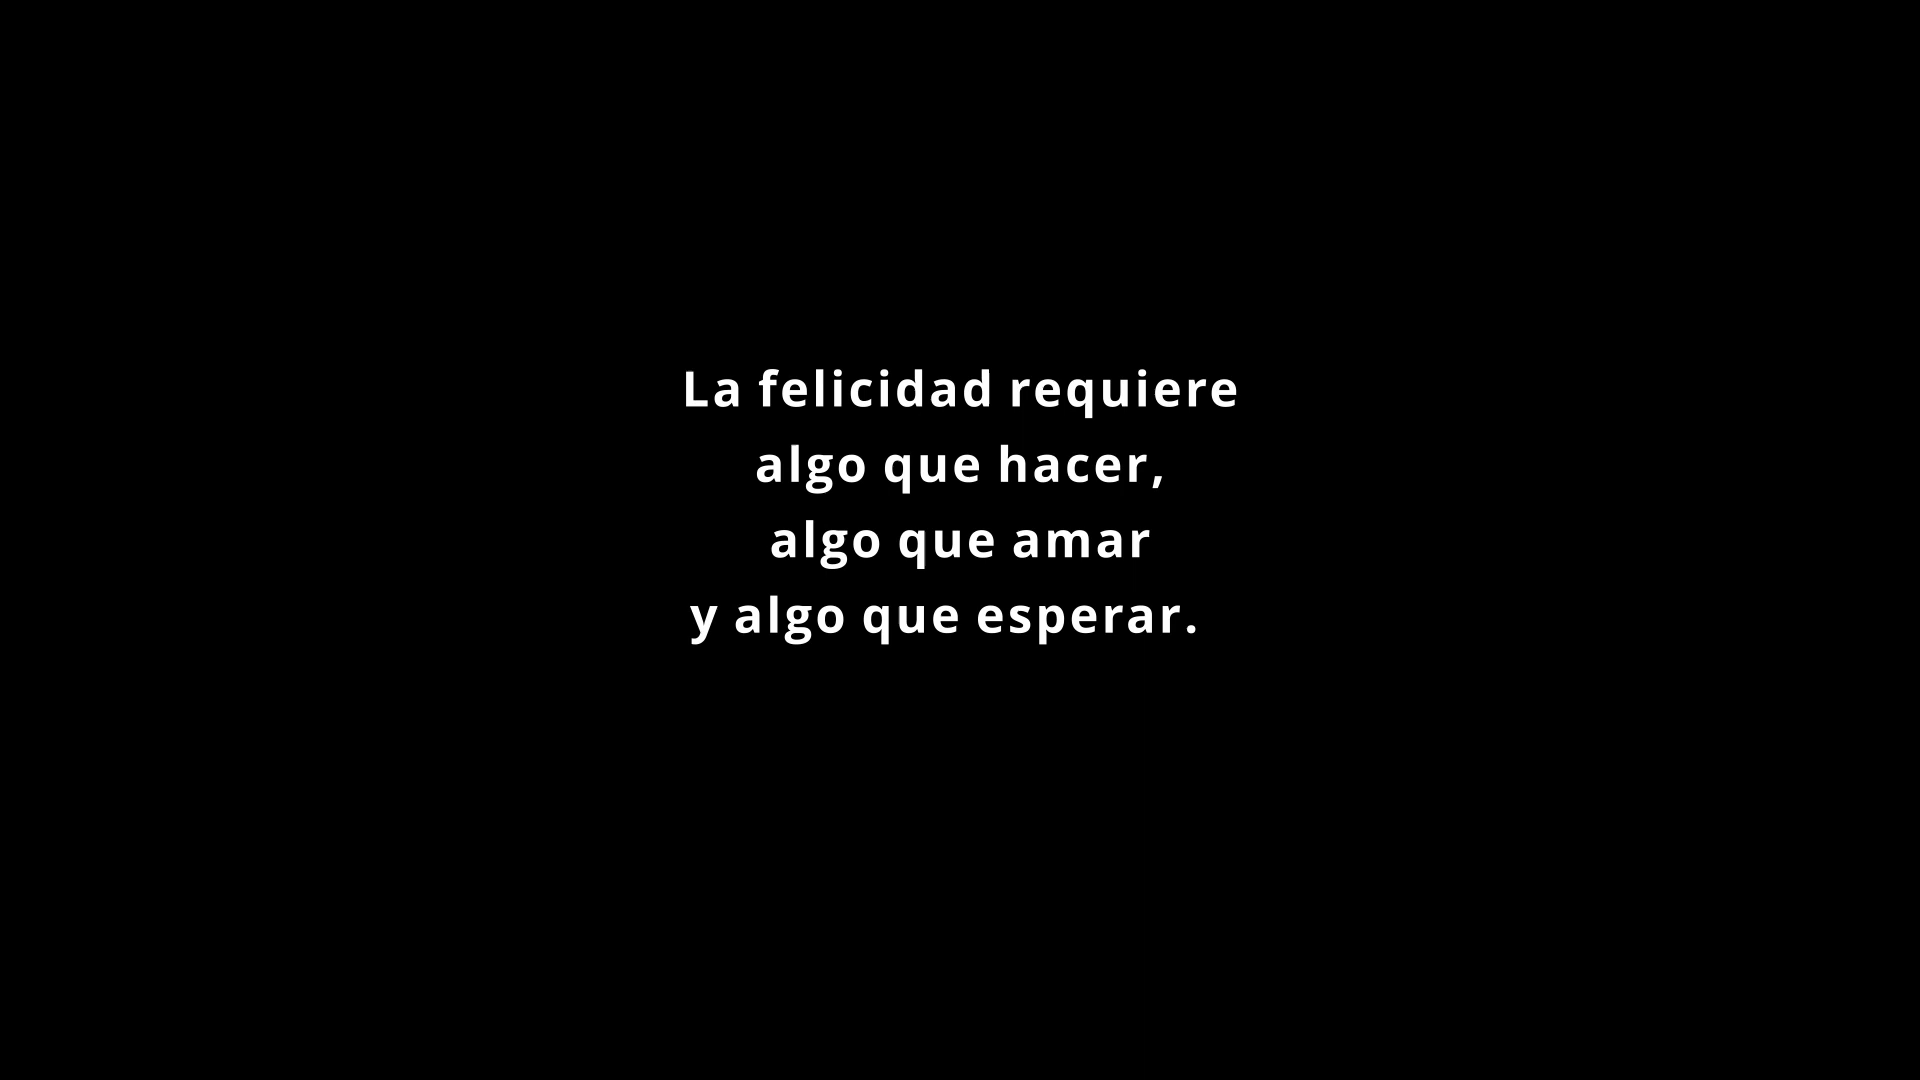 La felicidad requiere
algo que hacer,
algo que amar
y algo que esperar.